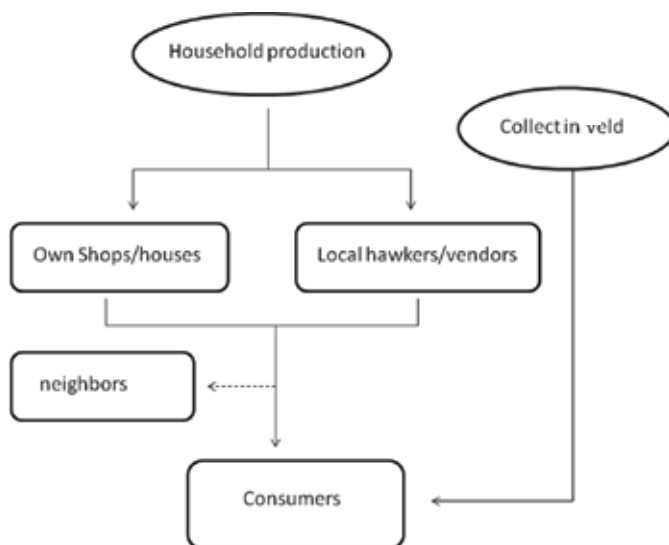 Household production
Collect in veld
Own Shops/houses
Local hawkers/vendors
neighbors
Consumers